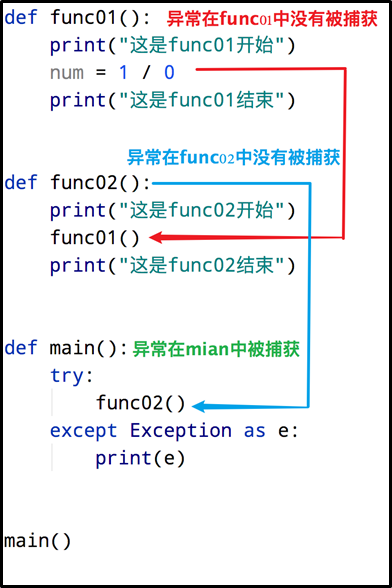 def func01(): 异常在func01中没有被捕获
    print("这是func01开始")
    num = 1 / 0
    print("这是func01结束")
异常在func02中没有被捕获
def func02():
    print("这是func02开始")
    func01()
    print("这是func02结束")
def main(): 异常在mian中被捕获
    try:
        func02()
    except Exception as e:
        print(e)
main()